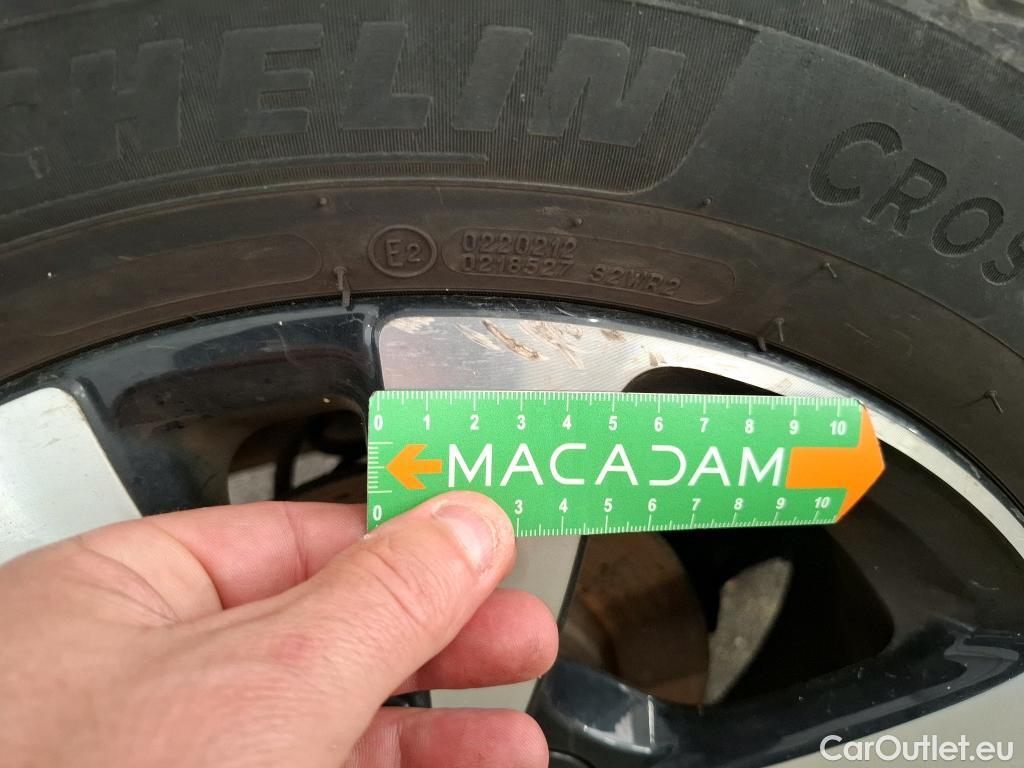 CHELIN
CROS
E2
0220212
0218527 S2WR2
0 1 2 3 4 5 6 7 8 9 10
MACADAM
0 3 4 5 6 7 8 9 10
CarOutlet.eu